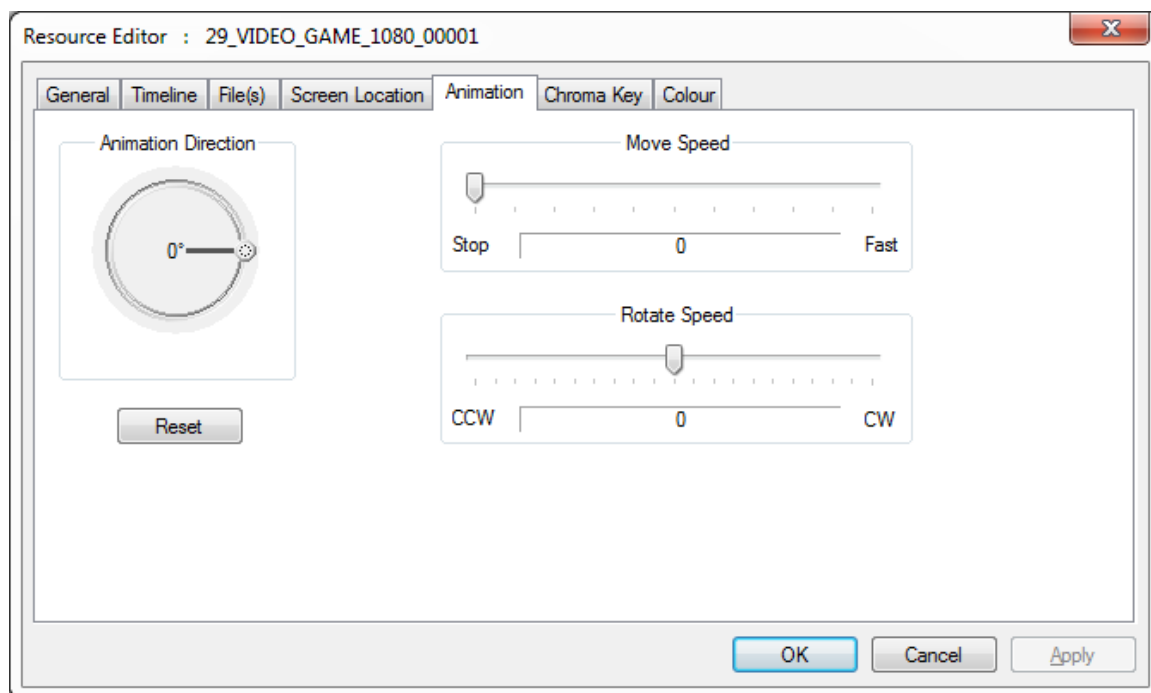 Resource Editor : 29_VIDEO_GAME_1080_00001
General Timeline File(s) Screen Location Animation Chroma Key Colour
Animation Direction
0°
Reset
Move Speed
Stop 0 Fast
Rotate Speed
CCW 0 CW
OK Cancel Apply